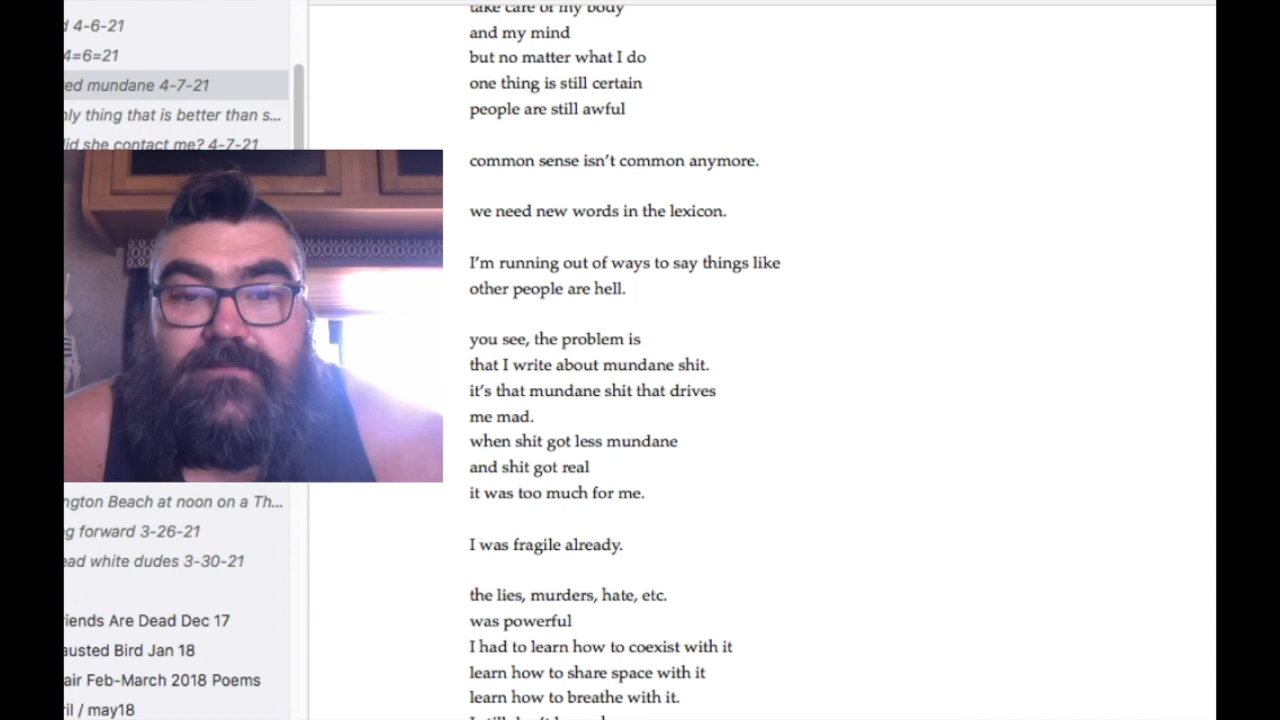 4-6-21
4=6=21
ed mundane 4-7-21
nly thing that is better than s...
did she contact me? 4-7-21
ngton Beach at noon on a Th...
g forward 3-26-21
ead white dudes 3-30-21
riends Are Dead Dec 17
austed Bird Jan 18
air Feb-March 2018 Poems
ril / may18
take care of my body
and my mind
but no matter what I do
one thing is still certain
people are still awful
common sense isn't common anymore.
we need new words in the lexicon.
I'm running out of ways to say things like
other people are hell.
you see, the problem is
that I write about mundane shit.
it's that mundane shit that drives
me mad.
when shit got less mundane
and shit got real
it was too much for me.
I was fragile already.
the lies, murders, hate, etc.
was powerful
I had to learn how to coexist with it
learn how to share space with it
learn how to breathe with it.